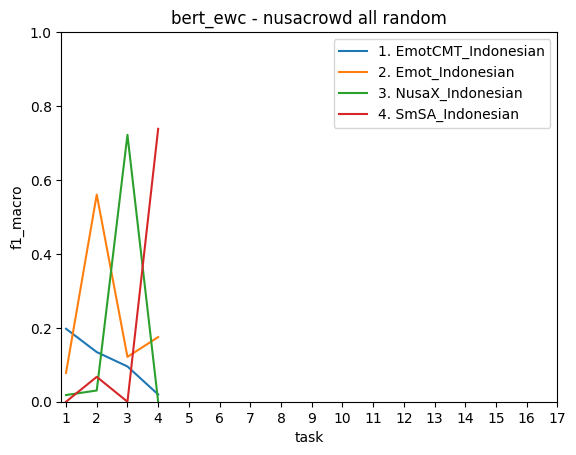 bert_ewc - nusacrowd all random
1. EmotCMT_Indonesian
2. Emot_Indonesian
3. NusaX_Indonesian
4. SmSA_Indonesian
f1_macro
1.0
0.8
0.6
0.4
0.2
0.0
1 2 3 4 5 6 7 8 9 10 11 12 13 14 15 16 17
task